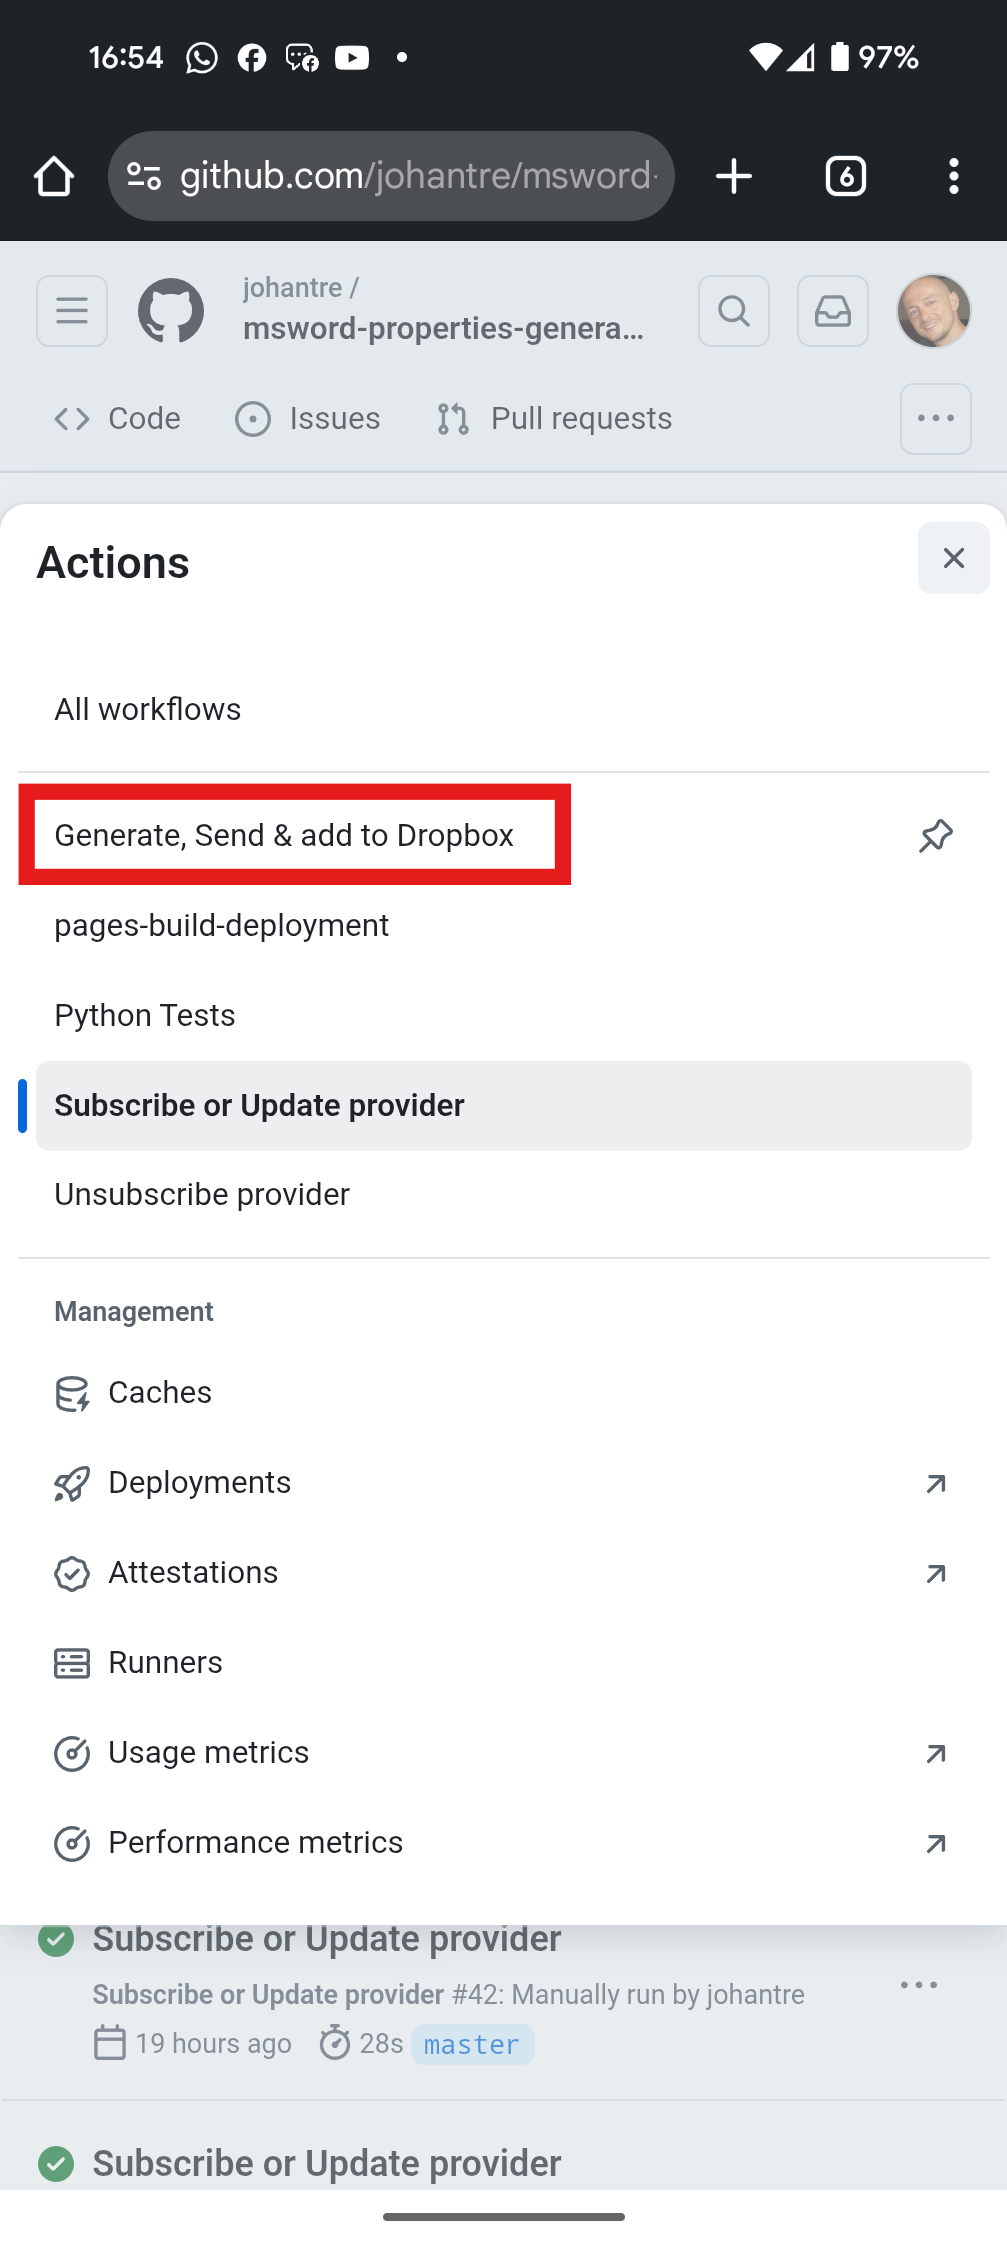 16:54
97%
github.com/johantre/msword-
6
johantre /
msword-properties-genera...
Code
Issues
Pull requests
Actions
All workflows
Generate, Send & add to Dropbox
pages-build-deployment
Python Tests
Subscribe or Update provider
Unsubscribe provider
Management
Caches
Deployments
Attestations
Runners
Usage metrics
Performance metrics
Subscribe or Update provider
Subscribe or Update provider #42: Manually run by johantre
19 hours ago 28s master
Subscribe or Update provider